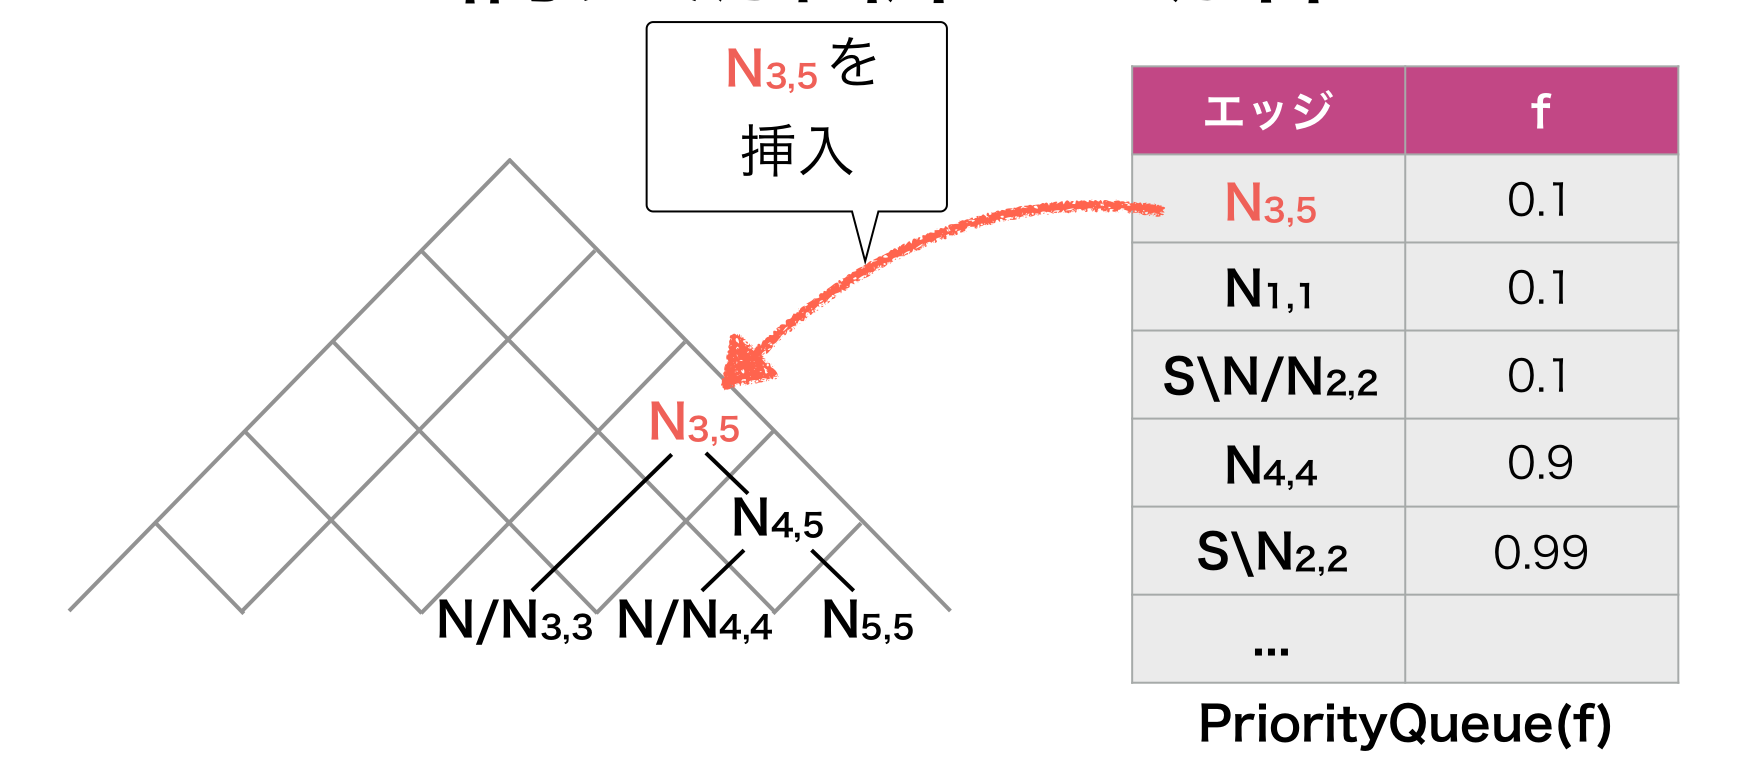 N3,5を
挿入
エッジ f
N3,5 0.1
N1,1 0.1
S\N/N2,2 0.1
N4,4 0.9
S\N2,2 0.99
...
PriorityQueue(f)
N3,5
N4,5
N/N3,3 N/N4,4 N5,5